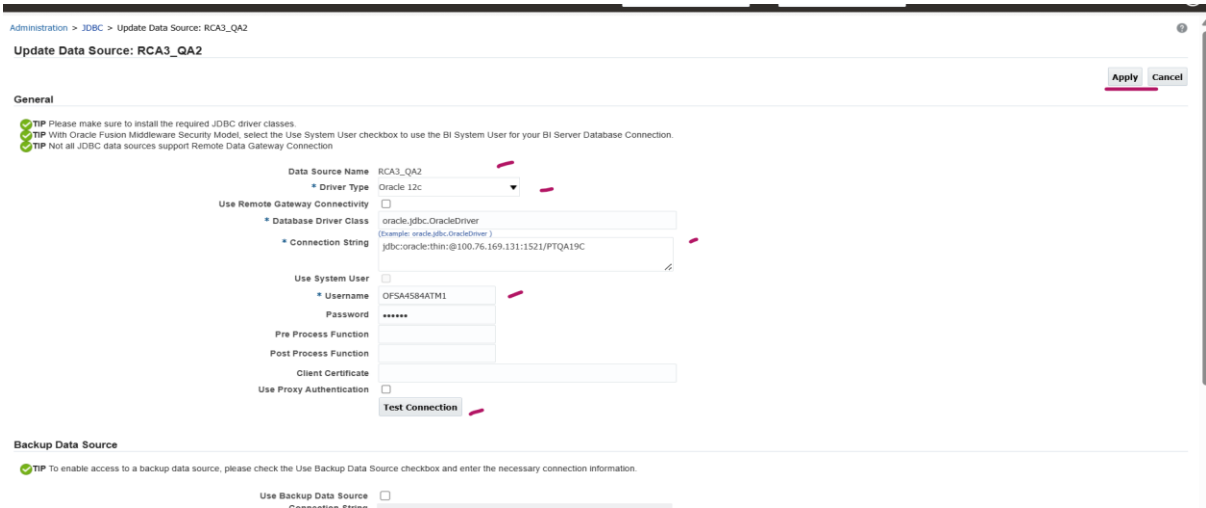 Administration > JDBC > Update Data Source: RCA3_QA2
Update Data Source: RCA3_QA2
Apply Cancel
General
TIP Please make sure to install the required JDBC driver classes.
TIP With Oracle Fusion Middleware Security Model, select the Use System User checkbox to use the BI System User for your BI Server Database Connection.
TIP Not all JDBC data sources support Remote Data Gateway Connection
Data Source Name RCA3_QA2
* Driver Type Oracle 12c
Use Remote Gateway Connectivity
* Database Driver Class oracle.jdbc.OracleDriver
(Example: oracle.jdbc.OracleDriver )
* Connection String jdbc:oracle:thin:@100.76.169.131:1521/PTQA19C
Use System User
* Username OFSA4584ATM1
Password ••••••
Pre Process Function
Post Process Function
Client Certificate
Use Proxy Authentication
Test Connection
Backup Data Source
TIP To enable access to a backup data source, please check the Use Backup Data Source checkbox and enter the necessary connection information.
Use Backup Data Source
Connection String